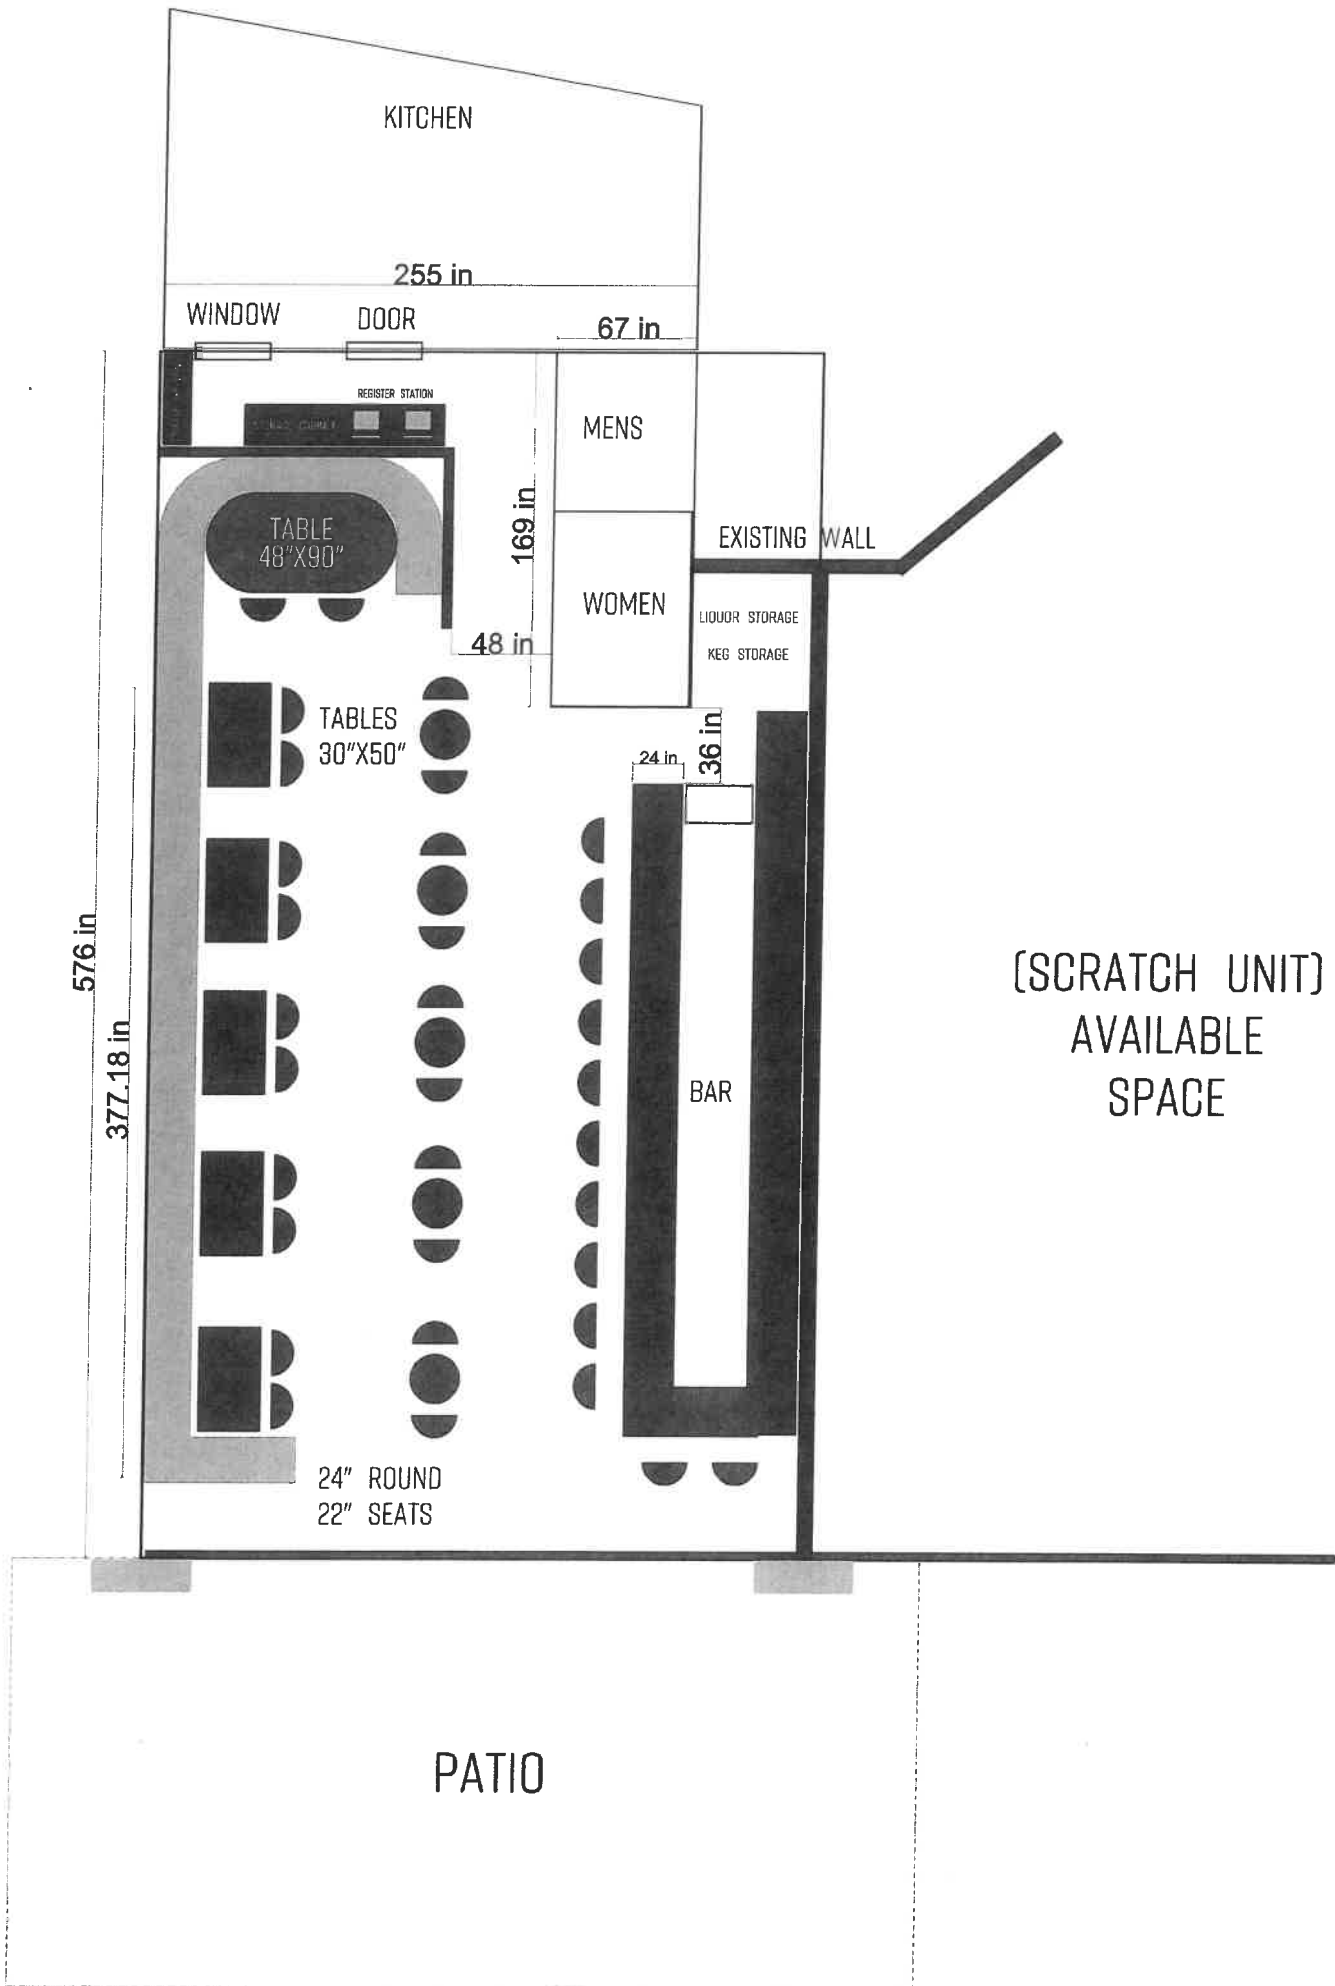 KITCHEN
255 in
WINDOW
DOOR
67 in
REGISTER STATION
MENS
169 in
TABLE
48"X90"
EXISTING WALL
WOMEN
LIQUOR STORAGE
KEG STORAGE
48 in
TABLES
30"X50"
24 in
36 in
576 in
377.18 in
BAR
(SCRATCH UNIT)
AVAILABLE
SPACE
24" ROUND
22" SEATS
PATIO